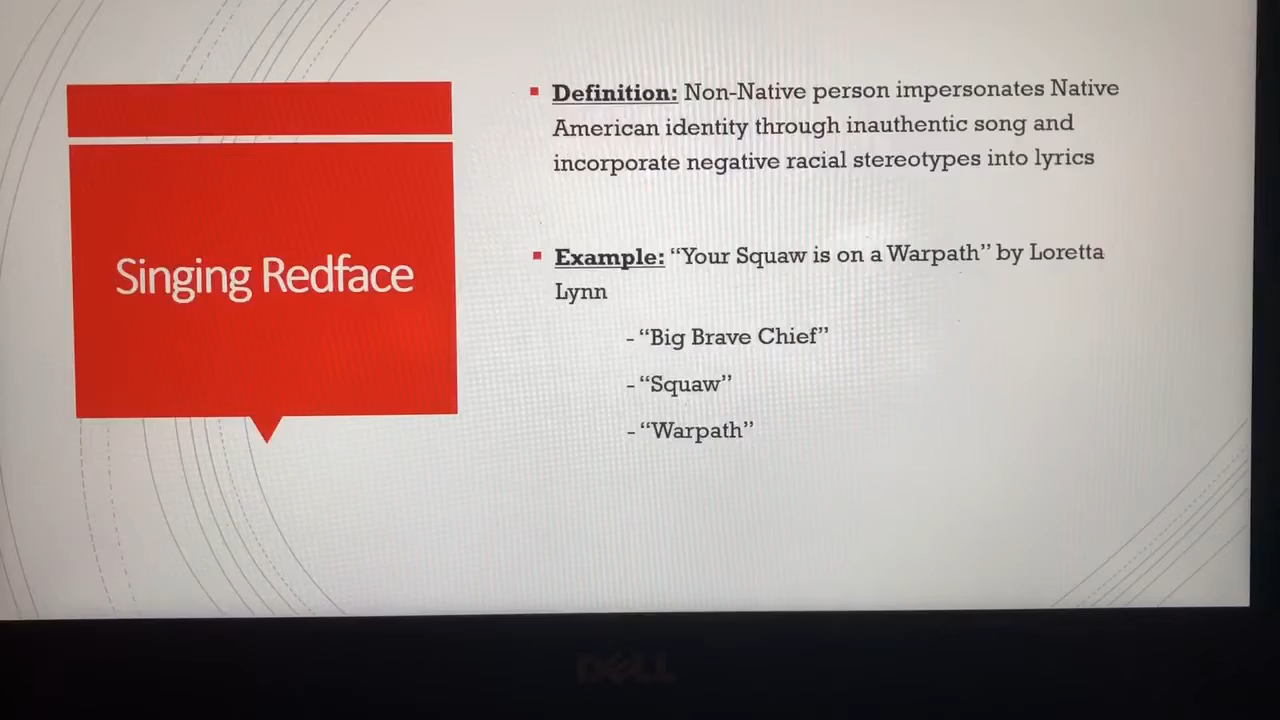 Singing Redface
Definition: Non-Native person impersonates Native
American identity through inauthentic song and
incorporate negative racial stereotypes into lyrics
Example: “Your Squaw is on a Warpath” by Loretta
Lynn
- “Big Brave Chief”
- “Squaw”
- “Warpath”
DELL